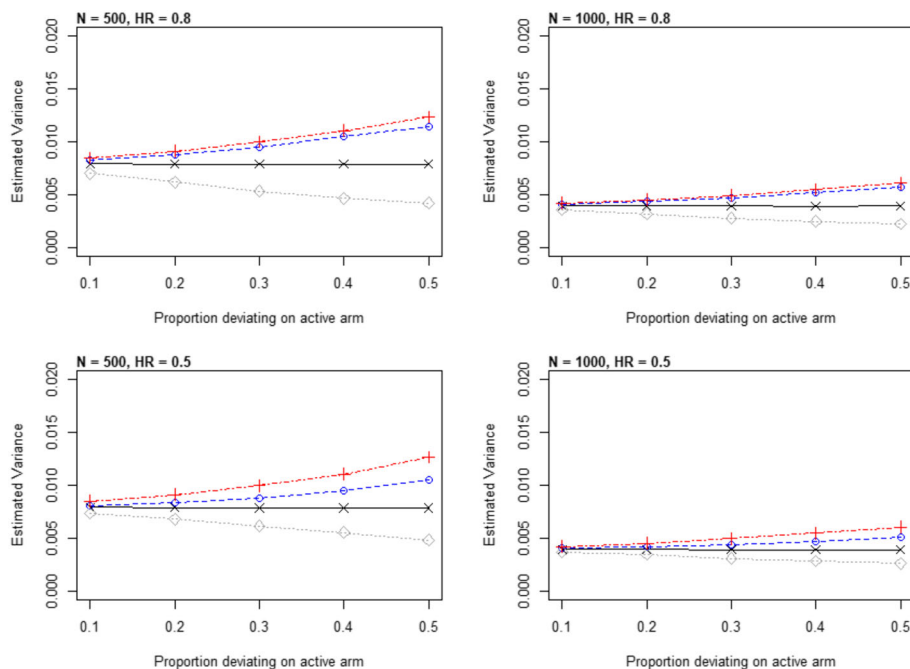 N = 500, HR = 0.8
Estimated Variance
0.020
0.015
0.010
0.005
0.000
0.1 0.2 0.3 0.4 0.5
Proportion deviating on active arm
N = 1000, HR = 0.8
Estimated Variance
0.020
0.015
0.010
0.005
0.000
0.1 0.2 0.3 0.4 0.5
Proportion deviating on active arm
N = 500, HR = 0.5
Estimated Variance
0.020
0.015
0.010
0.005
0.000
0.1 0.2 0.3 0.4 0.5
Proportion deviating on active arm
N = 1000, HR = 0.5
Estimated Variance
0.020
0.015
0.010
0.005
0.000
0.1 0.2 0.3 0.4 0.5
Proportion deviating on active arm